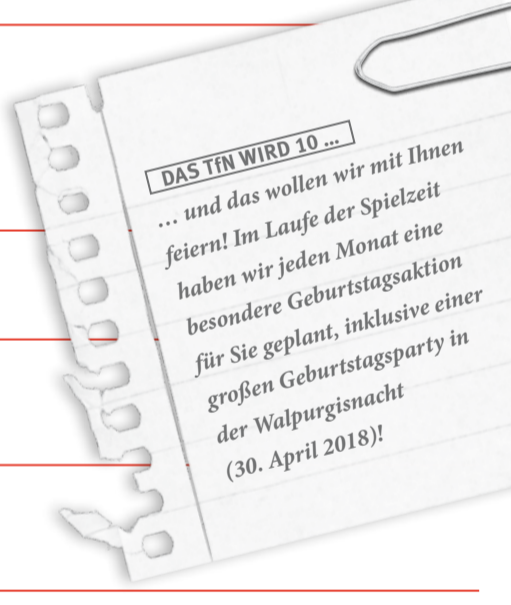 DAS TfN WIRD 10 ...
... und das wollen wir mit Ihnen
feiern! Im Laufe der Spielzeit
haben wir jeden Monat eine
besondere Geburtstagsaktion
für Sie geplant, inklusive einer
großen Geburtstagsparty in
der Walpurgisnacht
(30. April 2018)!